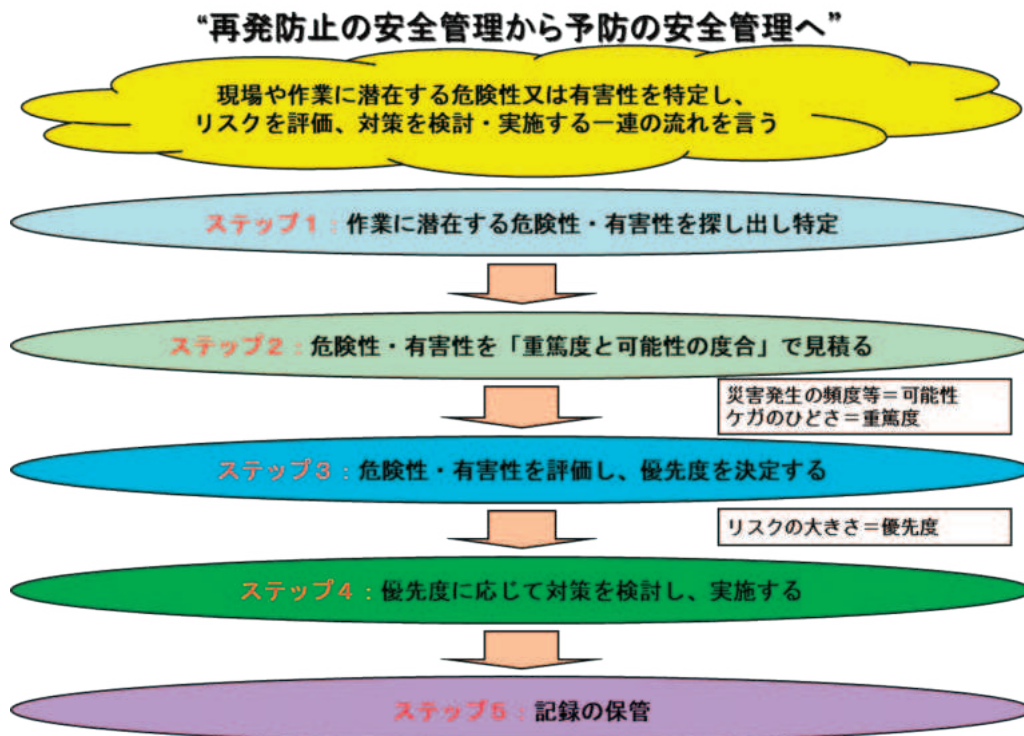 “再発防止の安全管理から予防の安全管理へ”
現場や作業に潜在する危険性又は有害性を特定し、
リスクを評価、対策を検討・実施する一連の流れを言う
ステップ１：作業に潜在する危険性・有害性を探し出し特定
ステップ２：危険性・有害性を「重篤度と可能性の度合」で見積る
災害発生の頻度等＝可能性
ケガのひどさ＝重篤度
ステップ３：危険性・有害性を評価し、優先度を決定する
リスクの大きさ＝優先度
ステップ４：優先度に応じて対策を検討し、実施する
ステップ５：記録の保管